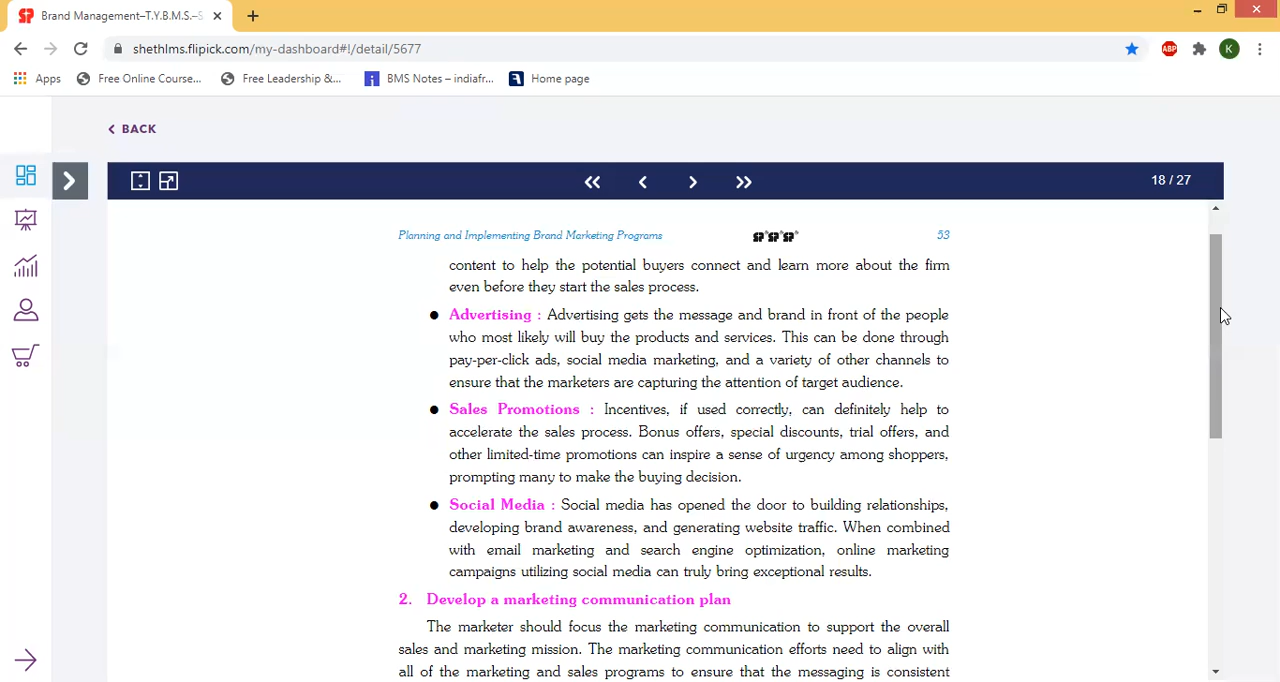 Brand Management–T.Y.B.M.S.–S
shethlms.flipick.com/my-dashboard#!/detail/5677
ABP
K
Apps
Free Online Course...
Free Leadership &...
BMS Notes – indiafr...
Home page
BACK
18 / 27
Planning and Implementing Brand Marketing Programs
53
content to help the potential buyers connect and learn more about the firm
even before they start the sales process.
● Advertising : Advertising gets the message and brand in front of the people
who most likely will buy the products and services. This can be done through
pay-per-click ads, social media marketing, and a variety of other channels to
ensure that the marketers are capturing the attention of target audience.
● Sales Promotions : Incentives, if used correctly, can definitely help to
accelerate the sales process. Bonus offers, special discounts, trial offers, and
other limited-time promotions can inspire a sense of urgency among shoppers,
prompting many to make the buying decision.
● Social Media : Social media has opened the door to building relationships,
developing brand awareness, and generating website traffic. When combined
with email marketing and search engine optimization, online marketing
campaigns utilizing social media can truly bring exceptional results.
2. Develop a marketing communication plan
The marketer should focus the marketing communication to support the overall
sales and marketing mission. The marketing communication efforts need to align with
all of the marketing and sales programs to ensure that the messaging is consistent